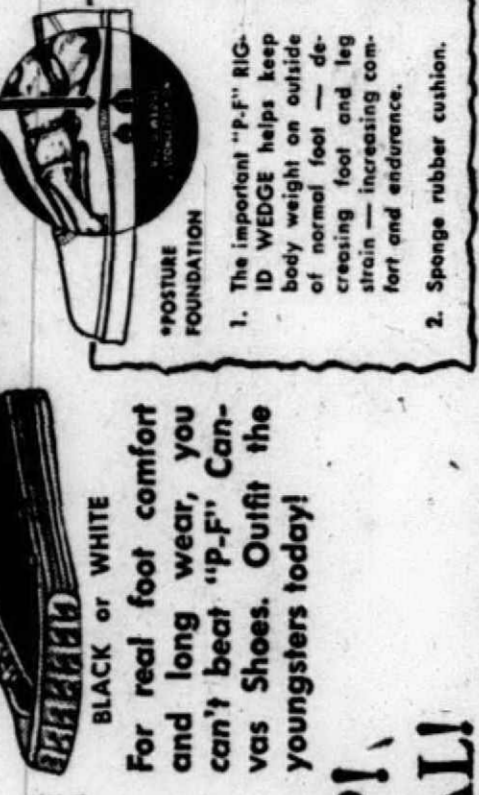 BLACK or WHITE
For real foot comfort
and long wear, you
can't beat "P-F" Can-
vas Shoes. Outfit the
youngsters today!
*POSTURE
FOUNDATION
1. The important "P-F" RIG-
ID WEDGE helps keep
body weight on outside
of normal foot — de-
creasing foot and leg
strain — increasing com-
fort and endurance.
2. Sponge rubber cushion.